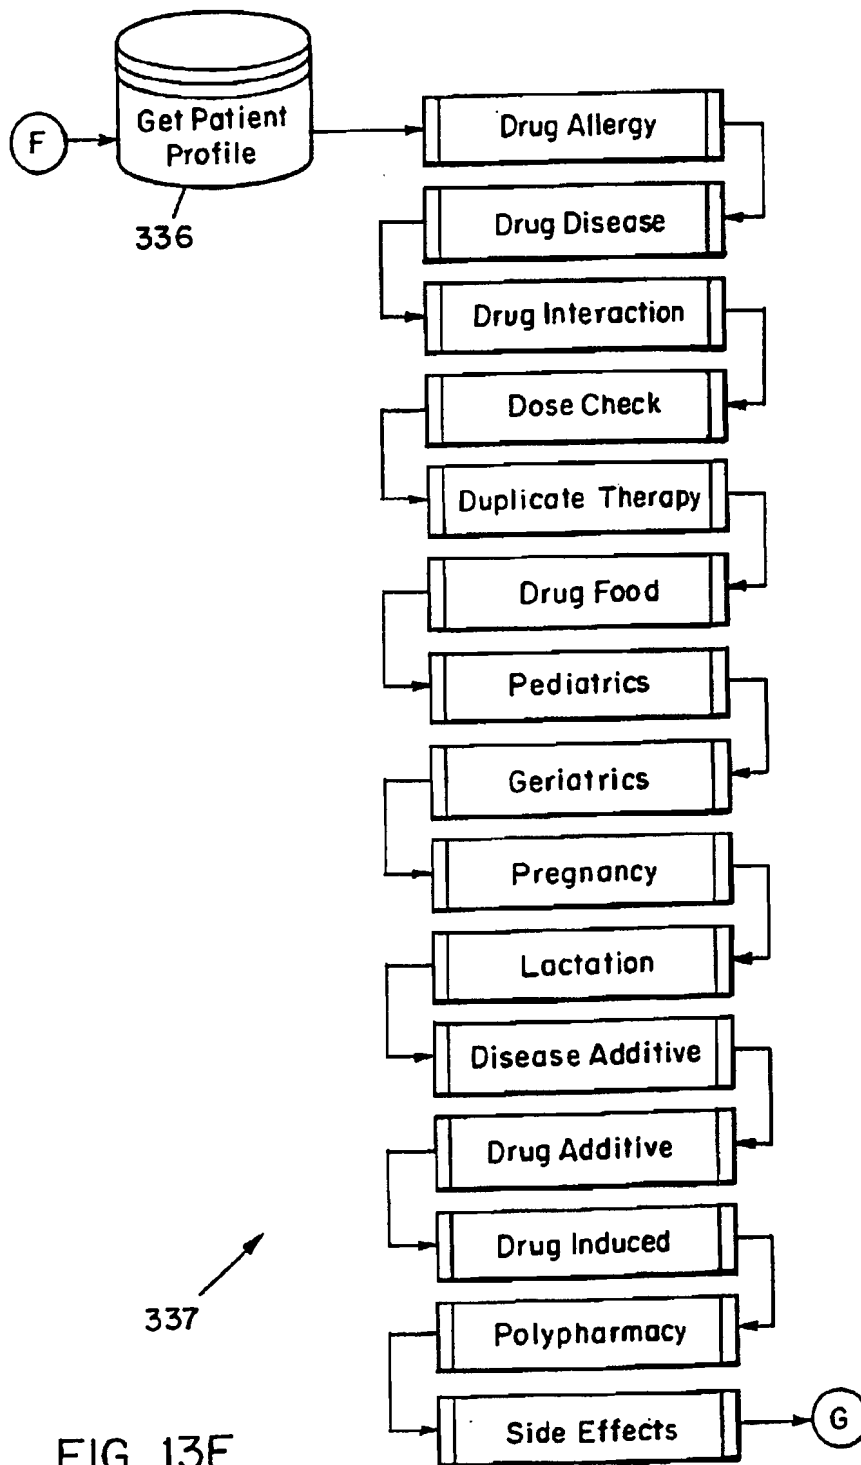 F
Get Patient
Profile
336
Drug Allergy
Drug Disease
Drug Interaction
Dose Check
Duplicate Therapy
Drug Food
Pediatrics
Geriatrics
Pregnancy
Lactation
Disease Additive
Drug Additive
Drug Induced
337
Polypharmacy
Side Effects
G
FIG. 13F